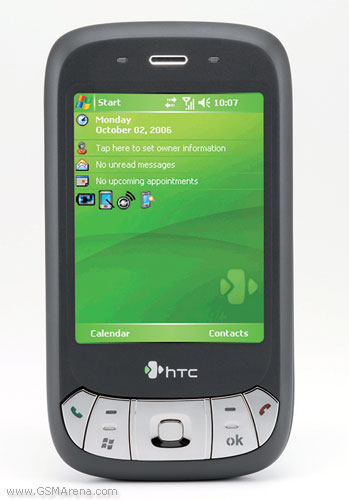 Start 10:07
Monday
October 02, 2006
Tap here to set owner information
No unread messages
No upcoming appointments
Calendar Contacts
hTC
ok
www.GSMArena.com